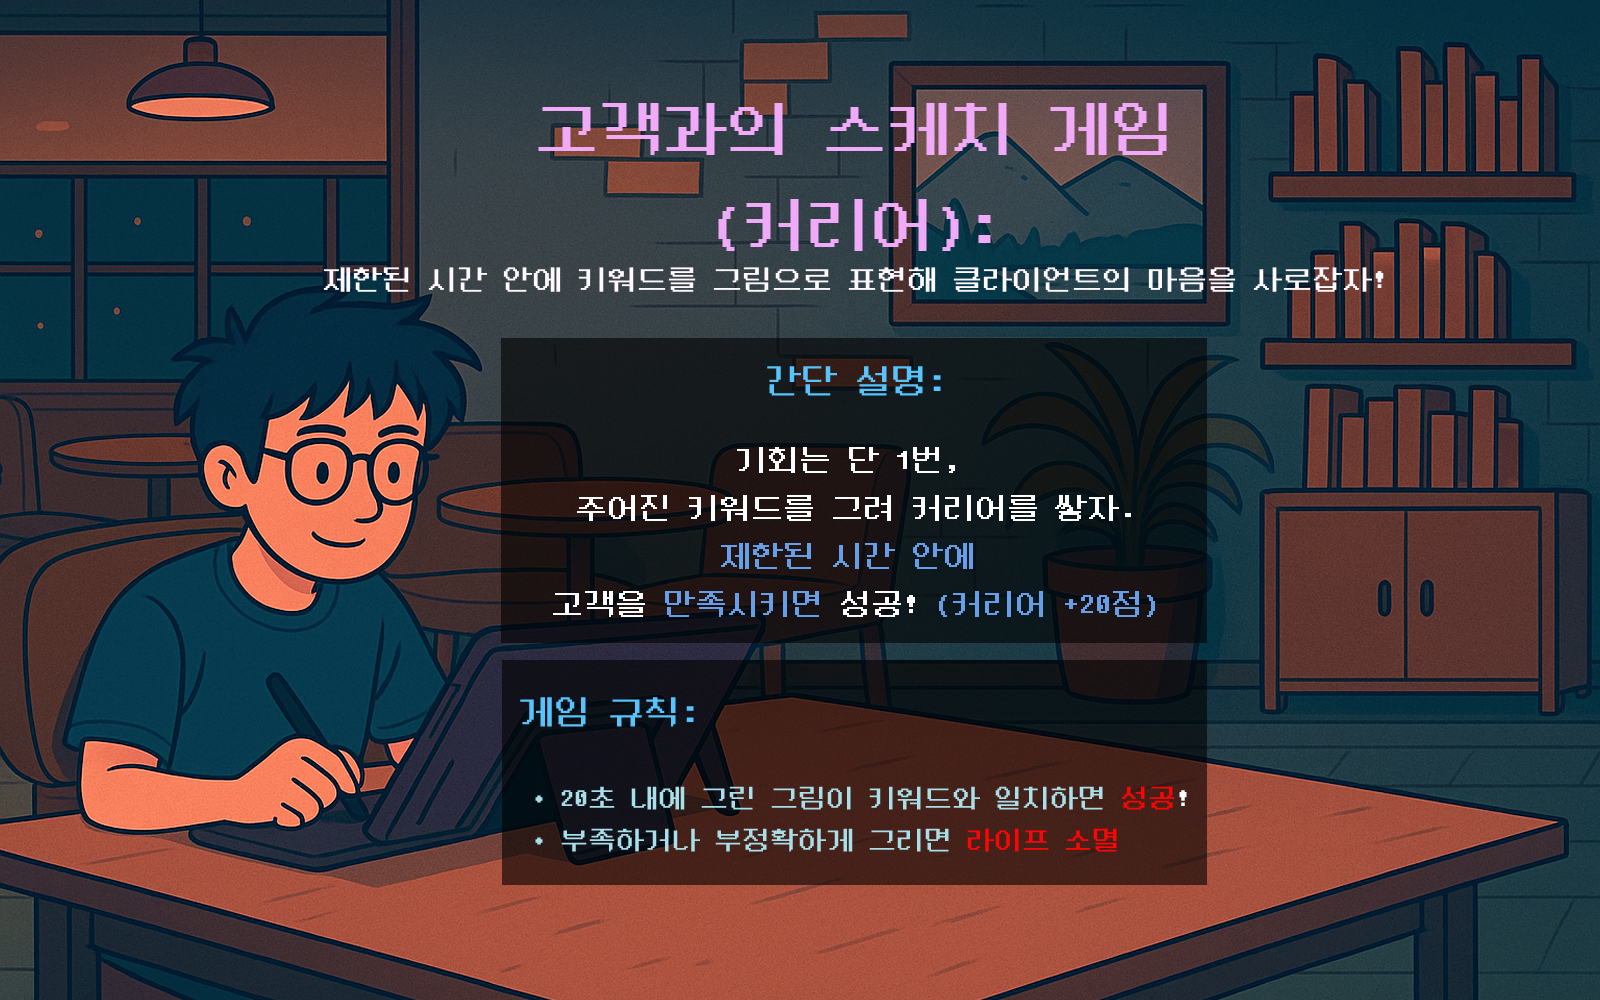 고객과의 스케치 게임
(커리어):
제한된 시간 안에 키워드를 그림으로 표현해 클라이언트의 마음을 사로잡자!
간단 설명:
기회는 단 1번,
주어진 키워드를 그려 커리어를 쌓자.
제한된 시간 안에
고객을 만족시키면 성공! (커리어 +20점)
게임 규칙:
• 20초 내에 그린 그림이 키워드와 일치하면 성공!
• 부족하거나 부정확하게 그리면 라이프 소멸